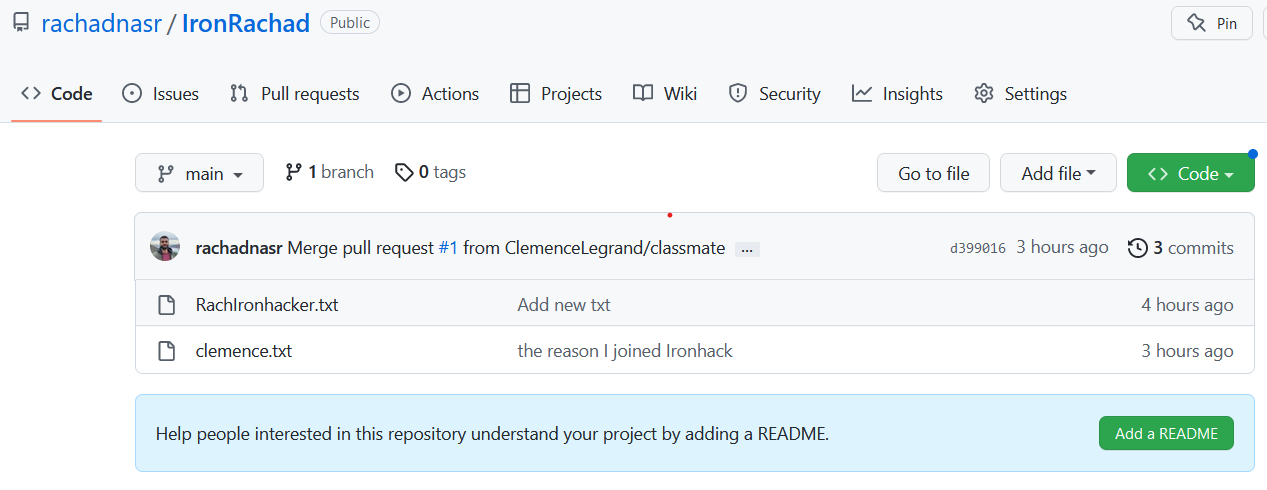 rachadnasr / IronRachad Public Pin
Code Issues Pull requests Actions Projects Wiki Security Insights Settings
main 1 branch 0 tags Go to file Add file Code
rachadnasr Merge pull request #1 from ClemenceLegrand/classmate ... d399016 3 hours ago 3 commits
RachIronhacker.txt Add new txt 4 hours ago
clemence.txt the reason I joined Ironhack 3 hours ago
Help people interested in this repository understand your project by adding a README. Add a README